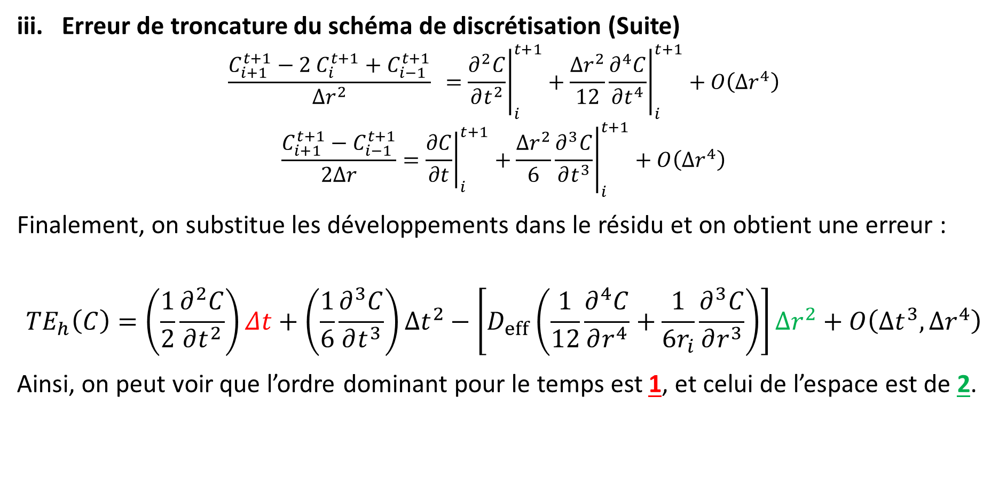 iii. Erreur de troncature du schéma de discrétisation (Suite)
\frac{C_{i+1}^{t+1} - 2 C_i^{t+1} + C_{i-1}^{t+1}}{\Delta r^2} = \left.\frac{\partial^2 C}{\partial t^2}\right|_i^{t+1} + \frac{\Delta r^2}{12} \left.\frac{\partial^4 C}{\partial t^4}\right|_i^{t+1} + O(\Delta r^4)
\frac{C_{i+1}^{t+1} - C_{i-1}^{t+1}}{2\Delta r} = \left.\frac{\partial C}{\partial t}\right|_i^{t+1} + \frac{\Delta r^2}{6} \left.\frac{\partial^3 C}{\partial t^3}\right|_i^{t+1} + O(\Delta r^4)
Finalement, on substitue les développements dans le résidu et on obtient une erreur :
TE_h(C) = \left(\frac{1}{2}\frac{\partial^2 C}{\partial t^2}\right) \Delta t + \left(\frac{1}{6}\frac{\partial^3 C}{\partial t^3}\right) \Delta t^2 - \left[D_{\text{eff}} \left(\frac{1}{12}\frac{\partial^4 C}{\partial r^4} + \frac{1}{6r_i}\frac{\partial^3 C}{\partial r^3}\right)\right] \Delta r^2 + O(\Delta t^3, \Delta r^4)
Ainsi, on peut voir que l’ordre dominant pour le temps est 1, et celui de l’espace est de 2.